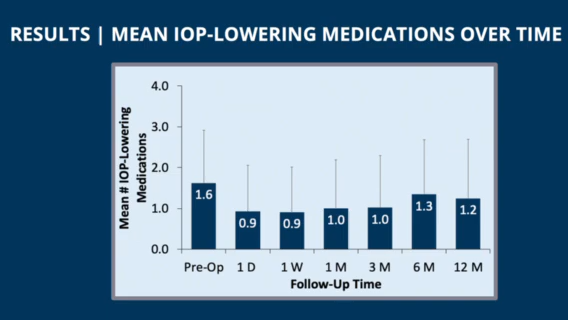 RESULTS | MEAN IOP-LOWERING MEDICATIONS OVER TIME
Mean # IOP-Lowering
Medications
4.0
3.0
2.0
1.0
0.0
1.6
0.9
0.9
1.0
1.0
1.3
1.2
Pre-Op 1 D 1 W 1 M 3 M 6 M 12 M
Follow-Up Time